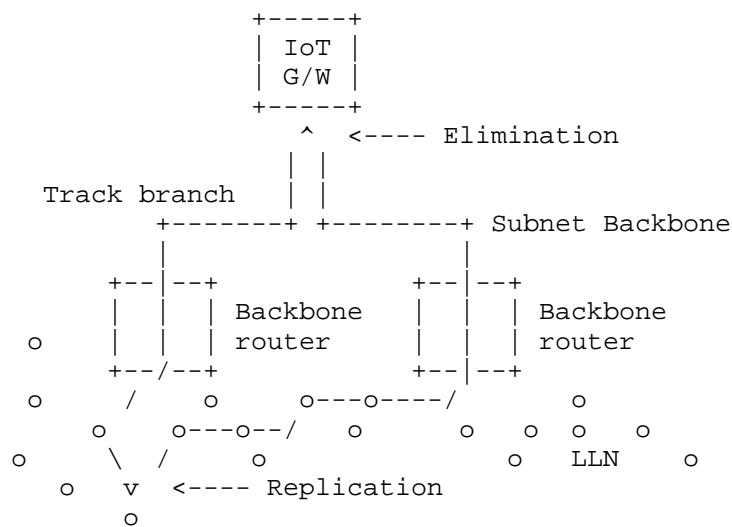 IoT
G/W
<---- Elimination
Track branch
Subnet Backbone
Backbone Backbone
router router
LLN
<---- Replication